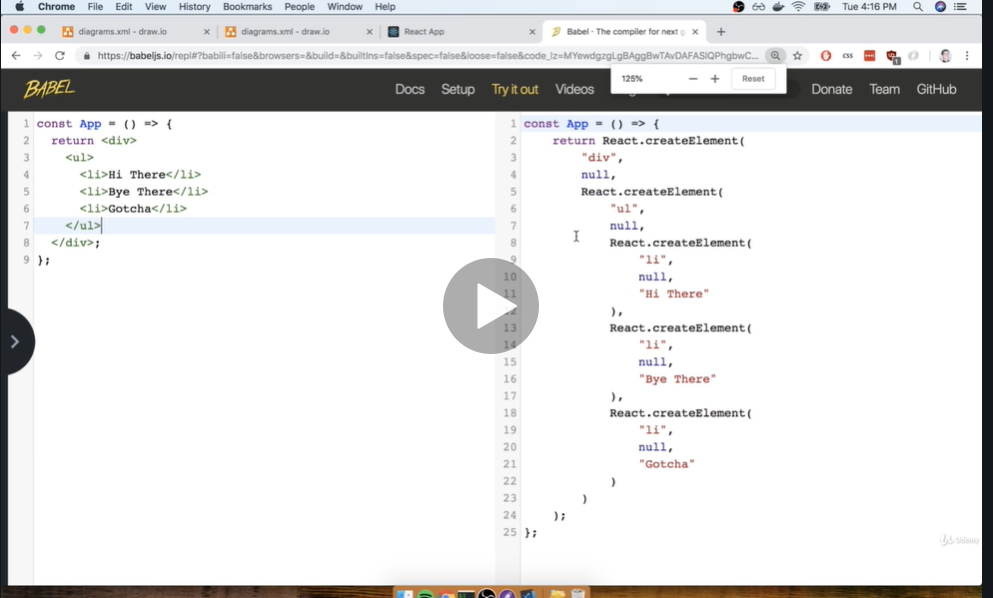 Chrome File Edit View History Bookmarks People Window Help Tue 4:16 PM
diagrams.xml - draw.io diagrams.xml - draw.io React App Babel · The compiler for next g
https://babeljs.io/repl#?babili=false&browsers=&build=&builtIns=false&spec=false&loose=false&code_lz=MYewdgzgLgBAggBwTAvDAFASlQPhgbwC...
css 1
125% − + Reset
BABEL Docs Setup Try it out Videos Donate Team GitHub
1 const App = () => {
2 return <div>
3 <ul>
4 <li>Hi There</li>
5 <li>Bye There</li>
6 <li>Gotcha</li>
7 </ul>
8 </div>;
9 };
1 const App = () => {
2 return React.createElement(
3 "div",
4 null,
5 React.createElement(
6 "ul",
7 null,
8 React.createElement(
9 "li",
10 null,
11 "Hi There"
12 ),
13 React.createElement(
14 "li",
15 null,
16 "Bye There"
17 ),
18 React.createElement(
19 "li",
20 null,
21 "Gotcha"
22 )
23 )
24 );
25 };
Udemy